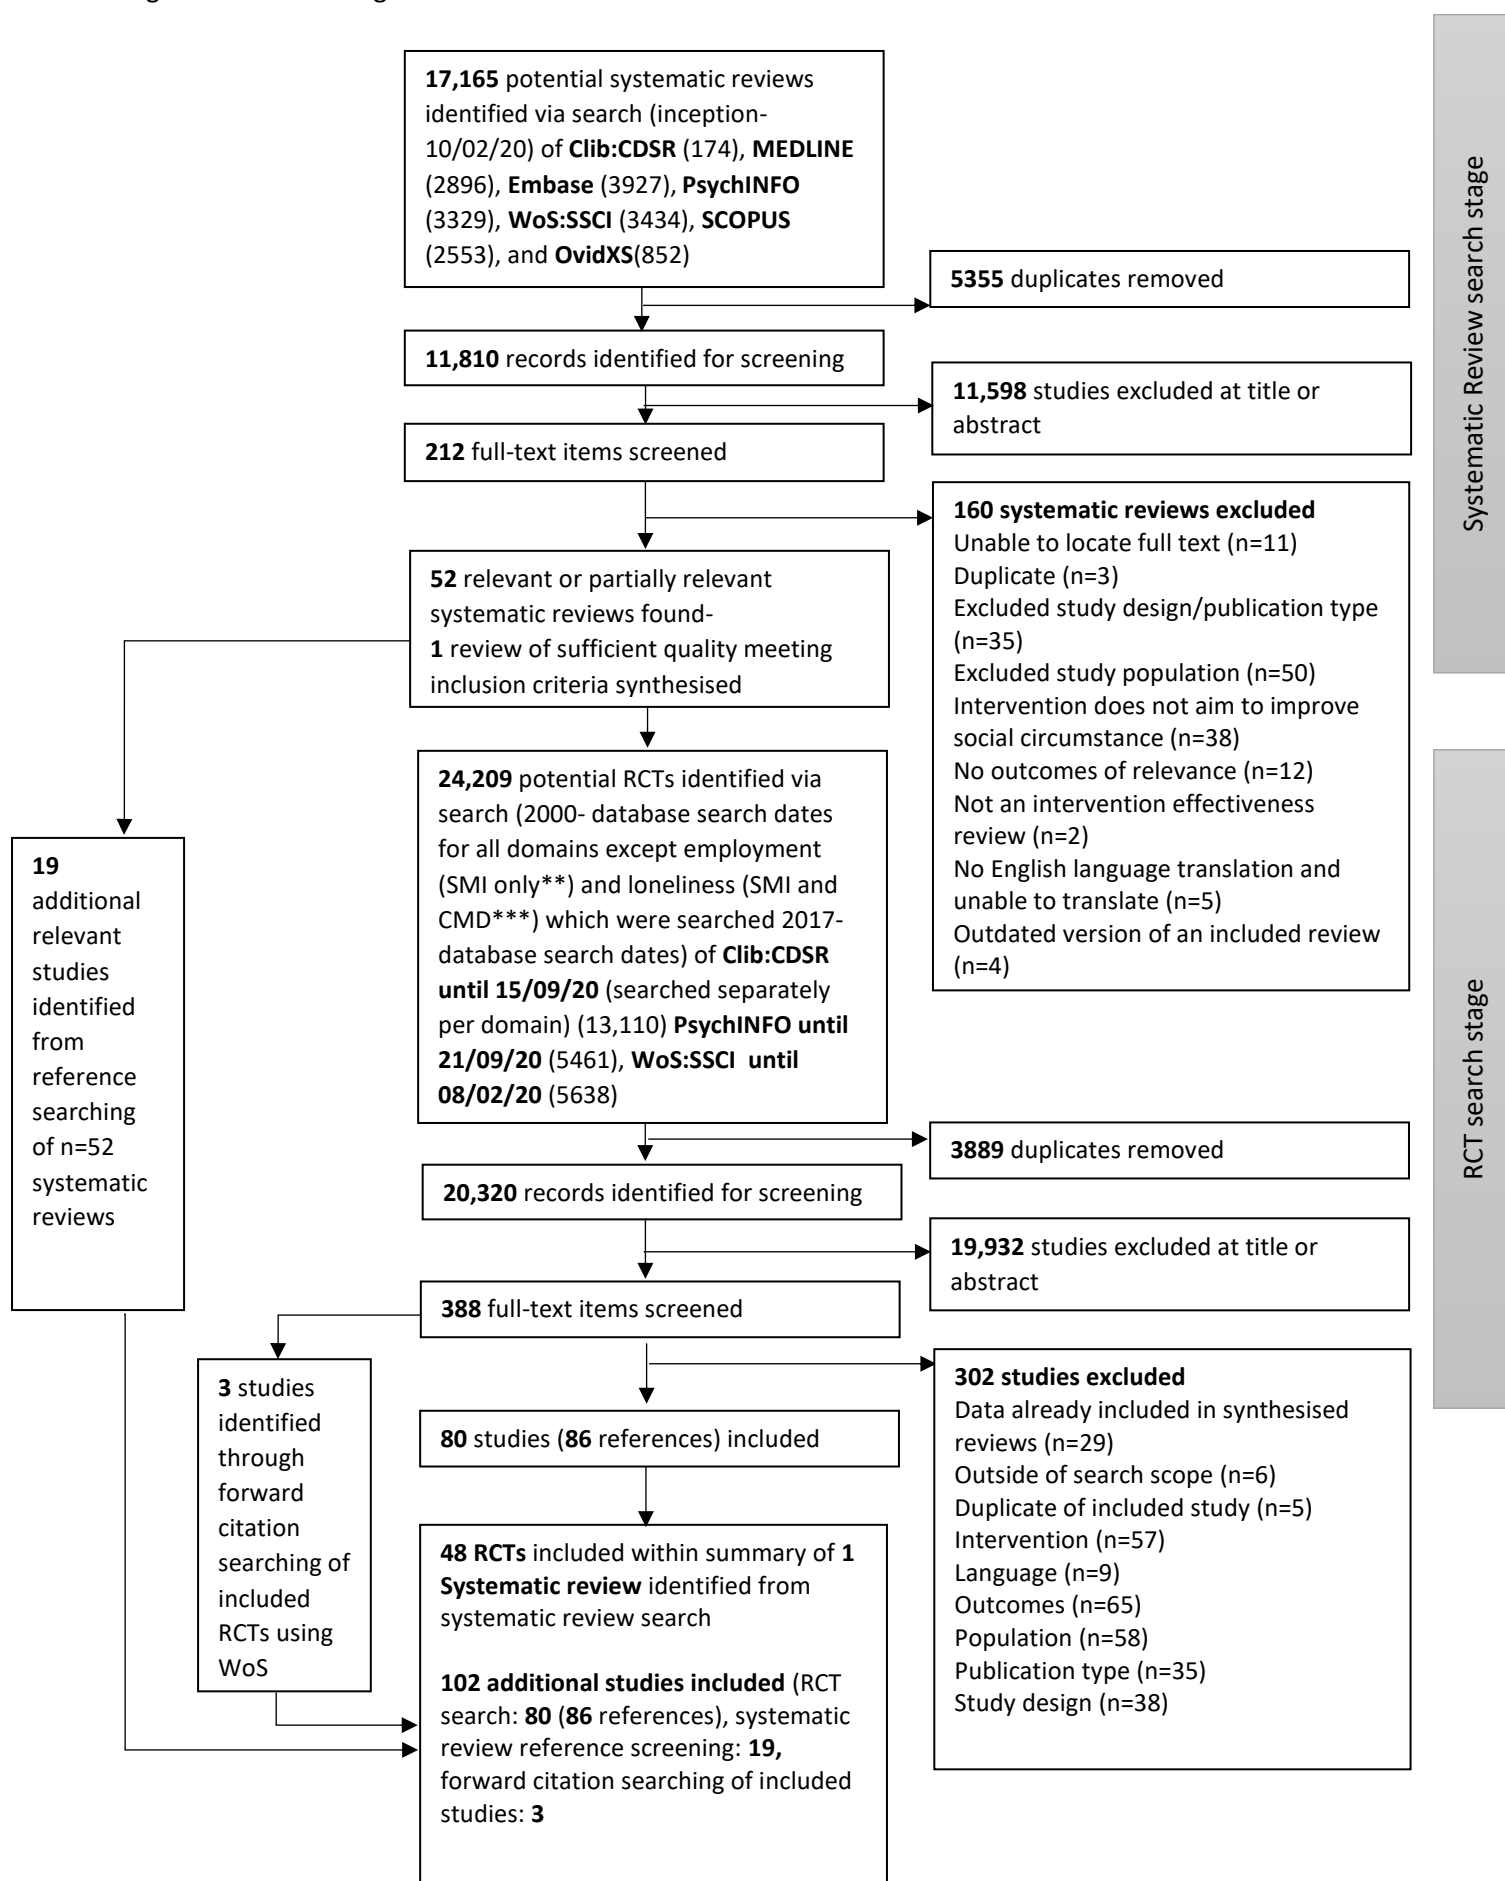 17,165 potential systematic reviews
identified via search (inception-
10/02/20) of Clib:CDSR (174), MEDLINE
(2896), Embase (3927), PsychINFO
(3329), WoS:SSCI (3434), SCOPUS
(2553), and OvidXS(852)
5355 duplicates removed
11,810 records identified for screening
11,598 studies excluded at title or
abstract
212 full-text items screened
160 systematic reviews excluded
Unable to locate full text (n=11)
Duplicate (n=3)
Excluded study design/publication type
(n=35)
Excluded study population (n=50)
Intervention does not aim to improve
social circumstance (n=38)
No outcomes of relevance (n=12)
Not an intervention effectiveness
review (n=2)
No English language translation and
unable to translate (n=5)
Outdated version of an included review
(n=4)
52 relevant or partially relevant
systematic reviews found-
1 review of sufficient quality meeting
inclusion criteria synthesised
Systematic Review search stage
24,209 potential RCTs identified via
search (2000- database search dates
for all domains except employment
(SMI only**) and loneliness (SMI and
CMD***) which were searched 2017-
database search dates) of Clib:CDSR
until 15/09/20 (searched separately
per domain) (13,110) PsychINFO until
21/09/20 (5461), WoS:SSCI until
08/02/20 (5638)
19
additional
relevant
studies
identified
from
reference
searching
of n=52
systematic
reviews
3889 duplicates removed
20,320 records identified for screening
19,932 studies excluded at title or
abstract
388 full-text items screened
RCT search stage
3 studies
identified
through
forward
citation
searching of
included
RCTs using
WoS
302 studies excluded
Data already included in synthesised
reviews (n=29)
Outside of search scope (n=6)
Duplicate of included study (n=5)
Intervention (n=57)
Language (n=9)
Outcomes (n=65)
Population (n=58)
Publication type (n=35)
Study design (n=38)
80 studies (86 references) included
48 RCTs included within summary of 1
Systematic review identified from
systematic review search
102 additional studies included (RCT
search: 80 (86 references), systematic
review reference screening: 19,
forward citation searching of included
studies: 3